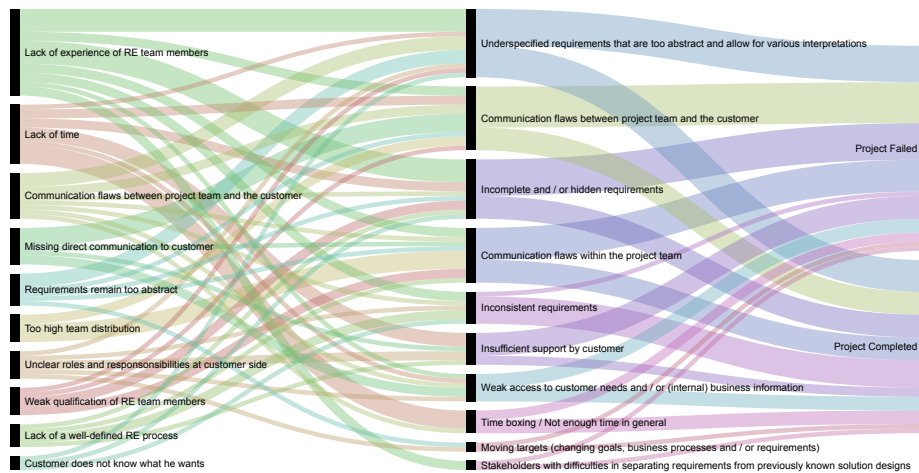 Lack of experience of RE team members
Lack of time
Communication flaws between project team and the customer
Missing direct communication to customer
Requirements remain too abstract
Too high team distribution
Unclear roles and responsonsibilities at customer side
Weak qualification of RE team members
Lack of a well-defined RE process
Customer does not know what he wants
Underspecified requirements that are too abstract and allow for various interpretations
Communication flaws between project team and the customer
Incomplete and / or hidden requirements
Communication flaws within the project team
Inconsistent requirements
Insufficient support by customer
Weak access to customer needs and / or (internal) business information
Time boxing / Not enough time in general
Moving targets (changing goals, business processes and / or requirements)
Stakeholders with difficulties in separating requirements from previously known solution designs
Project Failed
Project Completed